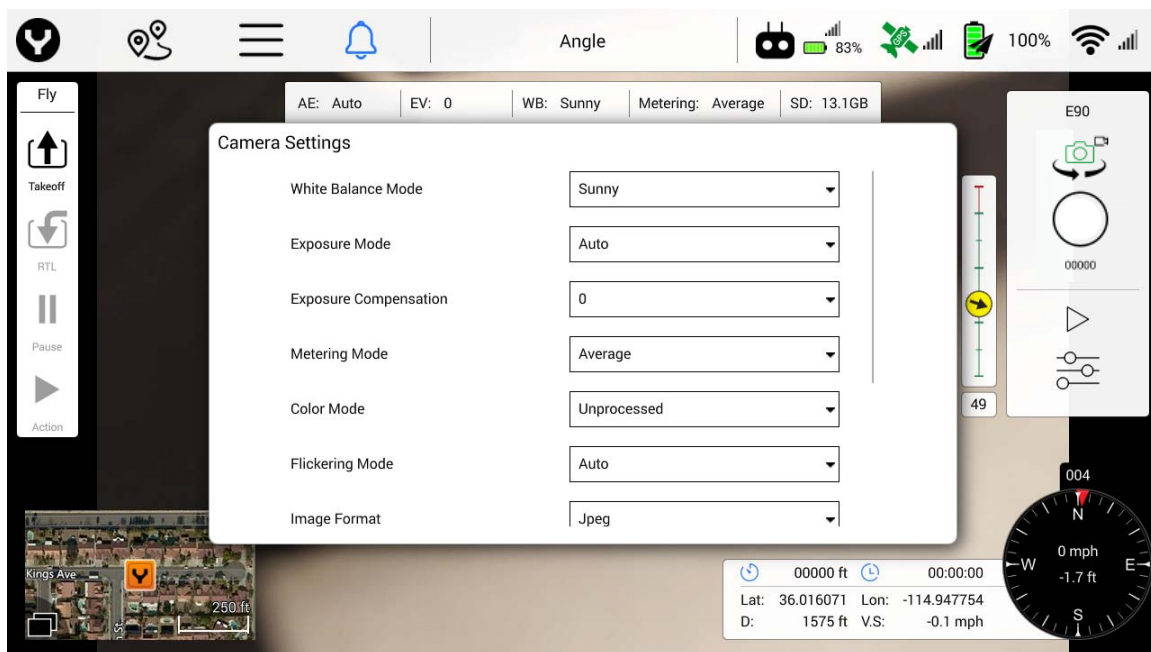 Angle
83%
GPS
100%
Fly
Takeoff
RTL
Pause
Action
AE: Auto EV: 0 WB: Sunny Metering: Average SD: 13.1GB
Camera Settings
White Balance Mode Sunny
Exposure Mode Auto
Exposure Compensation 0
Metering Mode Average
Color Mode Unprocessed
Flickering Mode Auto
Image Format Jpeg
49
E90
00000
Kings Ave
St.
250 ft
00000 ft 00:00:00
Lat: 36.016071 Lon: -114.947754
D: 1575 ft V.S: -0.1 mph
004
N
0 mph
W E
-1.7 ft
S